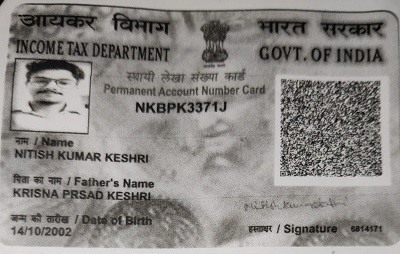 आयकर विभाग
INCOME TAX DEPARTMENT
भारत सरकार
GOVT. OF INDIA
स्थायी लेखा संख्या कार्ड
Permanent Account Number Card
NKBPK3371J
नाम / Name
NITISH KUMAR KESHRI
पिता का नाम / Father's Name
KRISNA PRSAD KESHRI
जन्म की तारीख / Date of Birth
14/10/2002
हस्ताक्षर / Signature
6814171